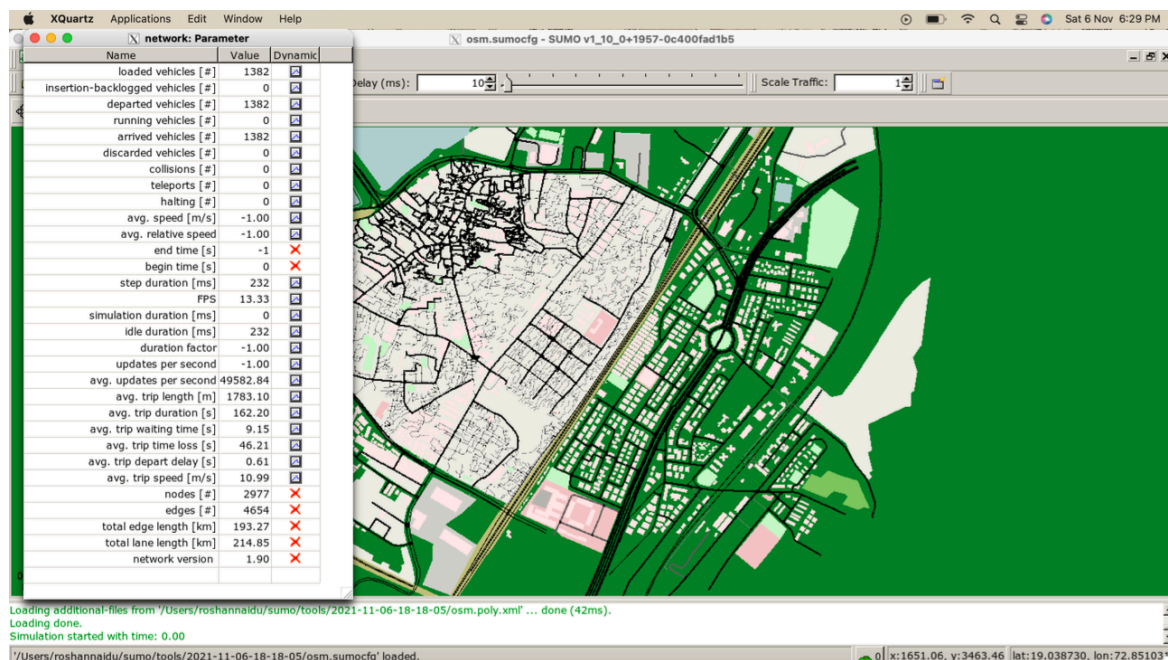 XQuartz Applications Edit Window Help Sat 6 Nov 6:29 PM
network: Parameter
osm.sumocfg - SUMO v1_10_0+1957-0c400fad1b5
Name Value Dynamic
Delay (ms): 10 Scale Traffic: 1
loaded vehicles [#] 1382
insertion-backlogged vehicles [#] 0
departed vehicles [#] 1382
running vehicles [#] 0
arrived vehicles [#] 1382
discarded vehicles [#] 0
collisions [#] 0
teleports [#] 0
halting [#] 0
avg. speed [m/s] -1.00
avg. relative speed -1.00
end time [s] -1
begin time [s] 0
step duration [ms] 232
FPS 13.33
simulation duration [ms] 0
idle duration [ms] 232
duration factor -1.00
updates per second -1.00
avg. updates per second 49582.84
avg. trip length [m] 1783.10
avg. trip duration [s] 162.20
avg. trip waiting time [s] 9.15
avg. trip time loss [s] 46.21
avg. trip depart delay [s] 0.61
avg. trip speed [m/s] 10.99
nodes [#] 2977
edges [#] 4654
total edge length [km] 193.27
total lane length [km] 214.85
network version 1.90
Loading additional-files from '/Users/roshannaidu/sumo/tools/2021-11-06-18-18-05/osm.poly.xml' ... done (42ms).
Loading done.
Simulation started with time: 0.00
'/Users/roshannaidu/sumo/tools/2021-11-06-18-18-05/osm.sumocfg' loaded. 0 x:1651.06, y:3463.46 lat:19.038730, lon:72.85103